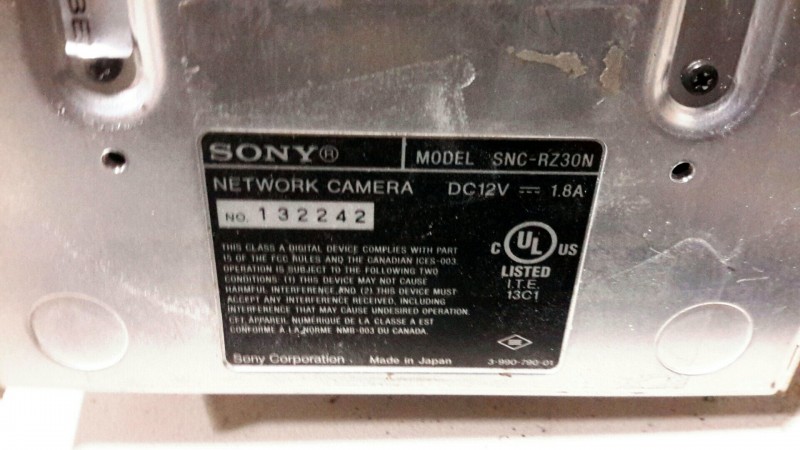 BE
SONY®
MODEL SNC-RZ30N
NETWORK CAMERA DC12V 1.8A
NO. 132242
THIS CLASS A DIGITAL DEVICE COMPLIES WITH PART
15 OF THE FCC RULES AND THE CANADIAN ICES-003.
OPERATION IS SUBJECT TO THE FOLLOWING TWO
CONDITIONS: (1) THIS DEVICE MAY NOT CAUSE
HARMFUL INTERFERENCE, AND (2) THIS DEVICE MUST
ACCEPT ANY INTERFERENCE RECEIVED, INCLUDING
INTERFERENCE THAT MAY CAUSE UNDESIRED OPERATION.
CET APPAREIL NUMÉRIQUE DE LA CLASSE A EST
CONFORME À LA NORME NMB-003 DU CANADA.
C UL US
LISTED
I.T.E.
13C1
Sony Corporation Made in Japan 3-990-790-01